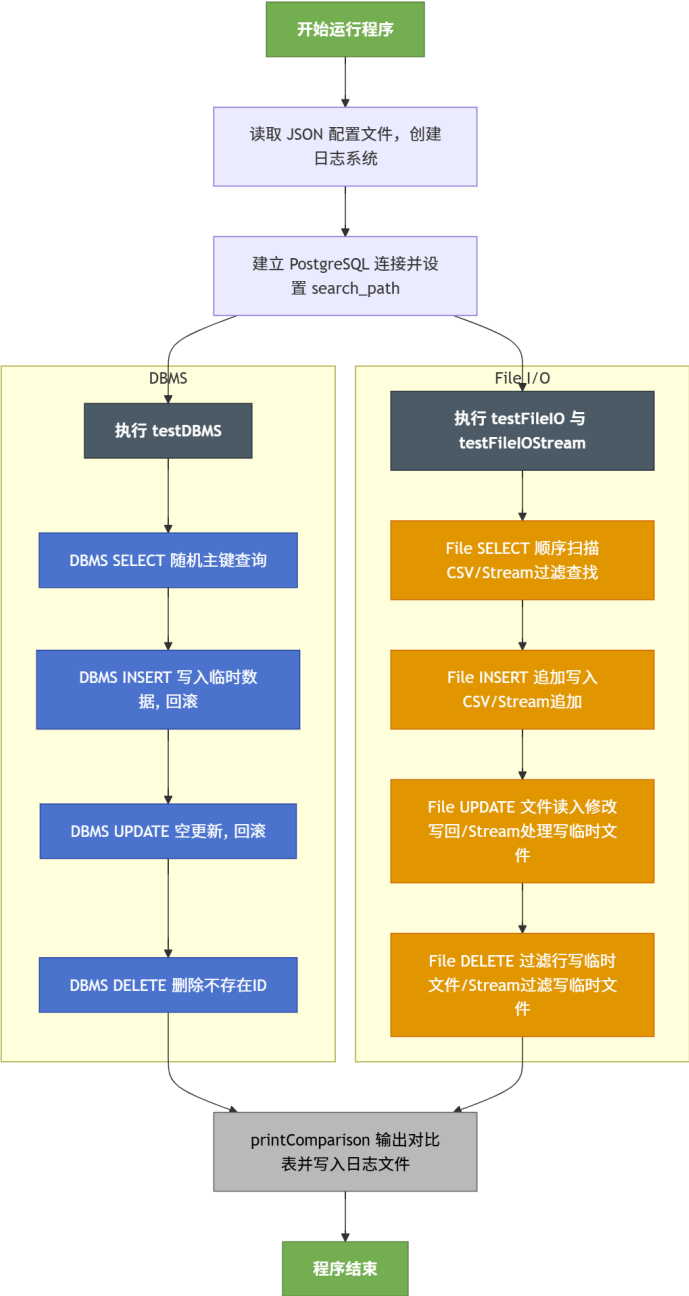 开始运行程序
读取 JSON 配置文件，创建
日志系统
建立 PostgreSQL 连接并设
置 search_path
DBMS
执行 testDBMS
DBMS SELECT 随机主键查询
DBMS INSERT 写入临时数
据, 回滚
DBMS UPDATE 空更新, 回滚
DBMS DELETE 删除不存在ID
File I/O
执行 testFileIO 与
testFileIOStream
File SELECT 顺序扫描
CSV/Stream过滤查找
File INSERT 追加写入
CSV/Stream追加
File UPDATE 文件读入修改
写回/Stream处理写临时文
件
File DELETE 过滤行写临时
文件/Stream过滤写临时文
件
printComparison 输出对比
表并写入日志文件
程序结束